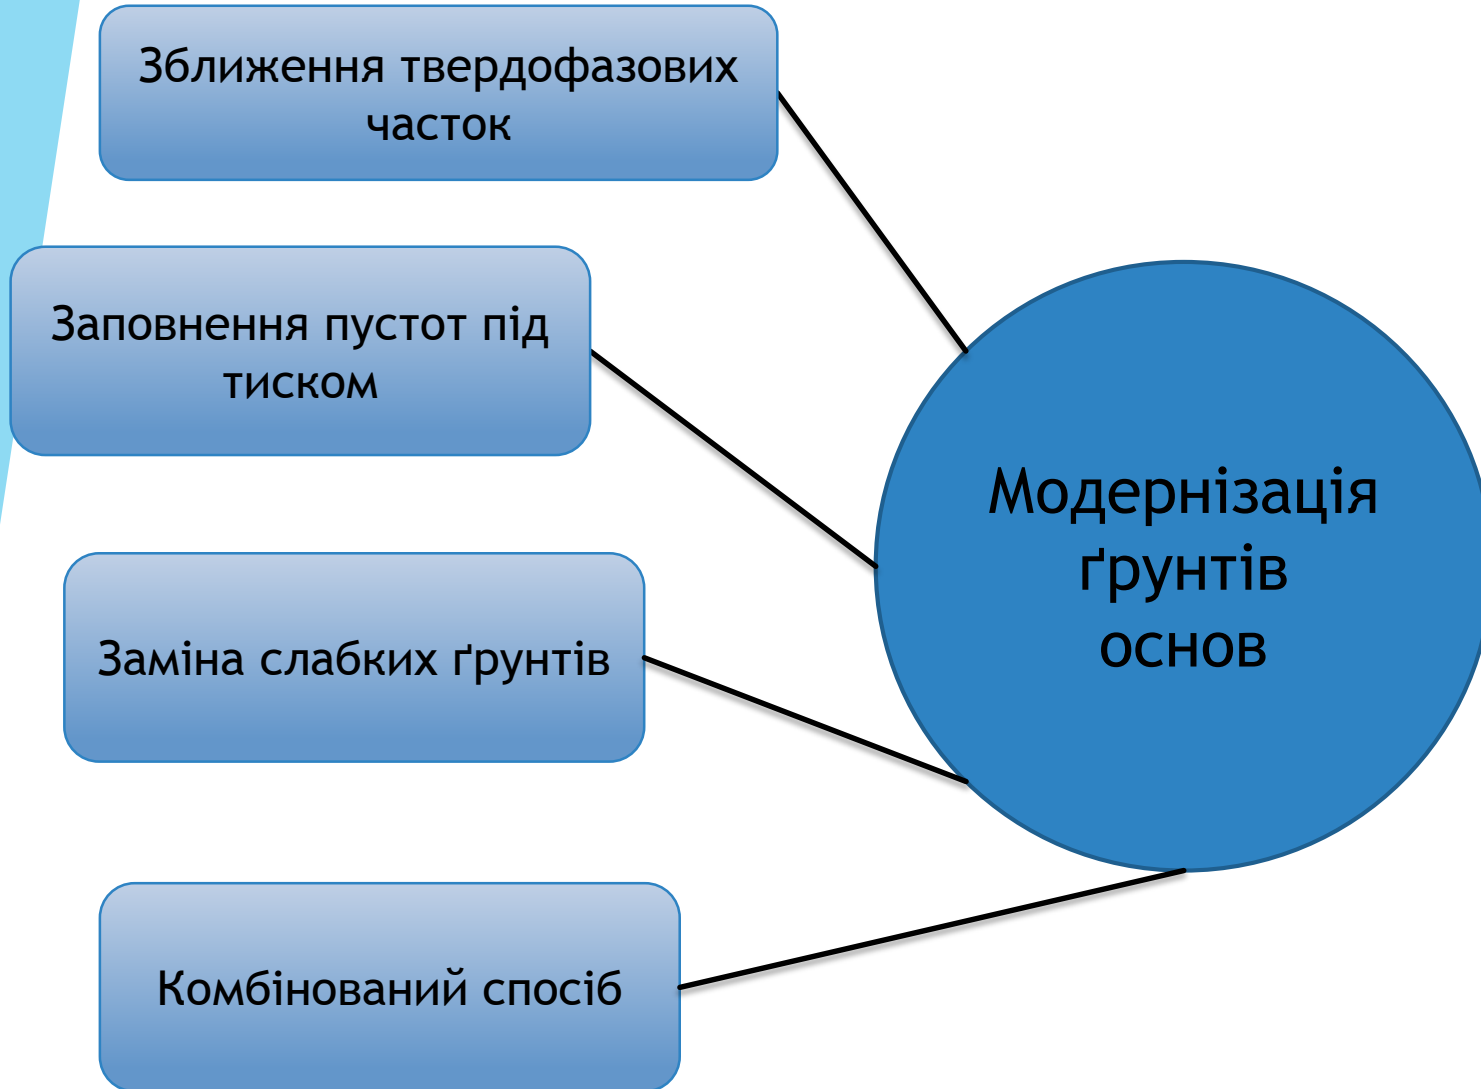 Зближення твердофазових
часток
Заповнення пустот під
тиском
Заміна слабких ґрунтів
Комбінований спосіб
Модернізація
ґрунтів
основ